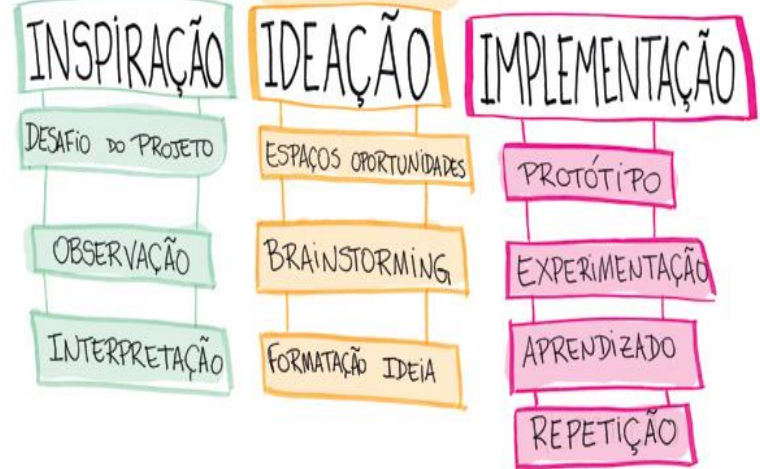 INSPIRAÇÃO
DESAFIO DO PROJETO
OBSERVAÇÃO
INTERPRETAÇÃO
IDEAÇÃO
ESPAÇOS OPORTUNIDADES
BRAINSTORMING
FORMATAÇÃO IDEIA
IMPLEMENTAÇÃO
PROTÓTIPO
EXPERIMENTAÇÃO
APRENDIZADO
REPETIÇÃO